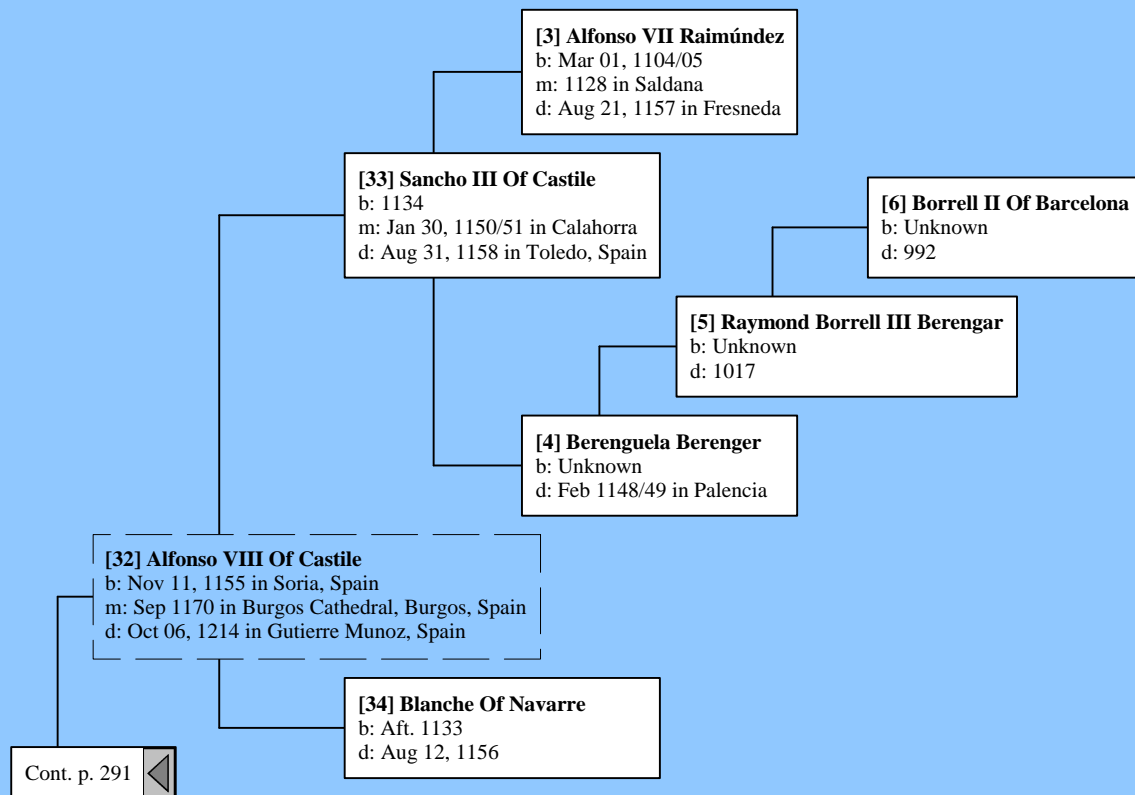 [3] Alfonso VII Raimúndez
b: Mar 01, 1104/05
m: 1128 in Saldana
d: Aug 21, 1157 in Fresneda
[33] Sancho III Of Castile
b: 1134
m: Jan 30, 1150/51 in Calahorra
d: Aug 31, 1158 in Toledo, Spain
[6] Borrell II Of Barcelona
b: Unknown
d: 992
[5] Raymond Borrell III Berengar
b: Unknown
d: 1017
[4] Berenguela Berenger
b: Unknown
d: Feb 1148/49 in Palencia
[32] Alfonso VIII Of Castile
b: Nov 11, 1155 in Soria, Spain
m: Sep 1170 in Burgos Cathedral, Burgos, Spain
d: Oct 06, 1214 in Gutierre Munoz, Spain
[34] Blanche Of Navarre
b: Aft. 1133
d: Aug 12, 1156
Cont. p. 291